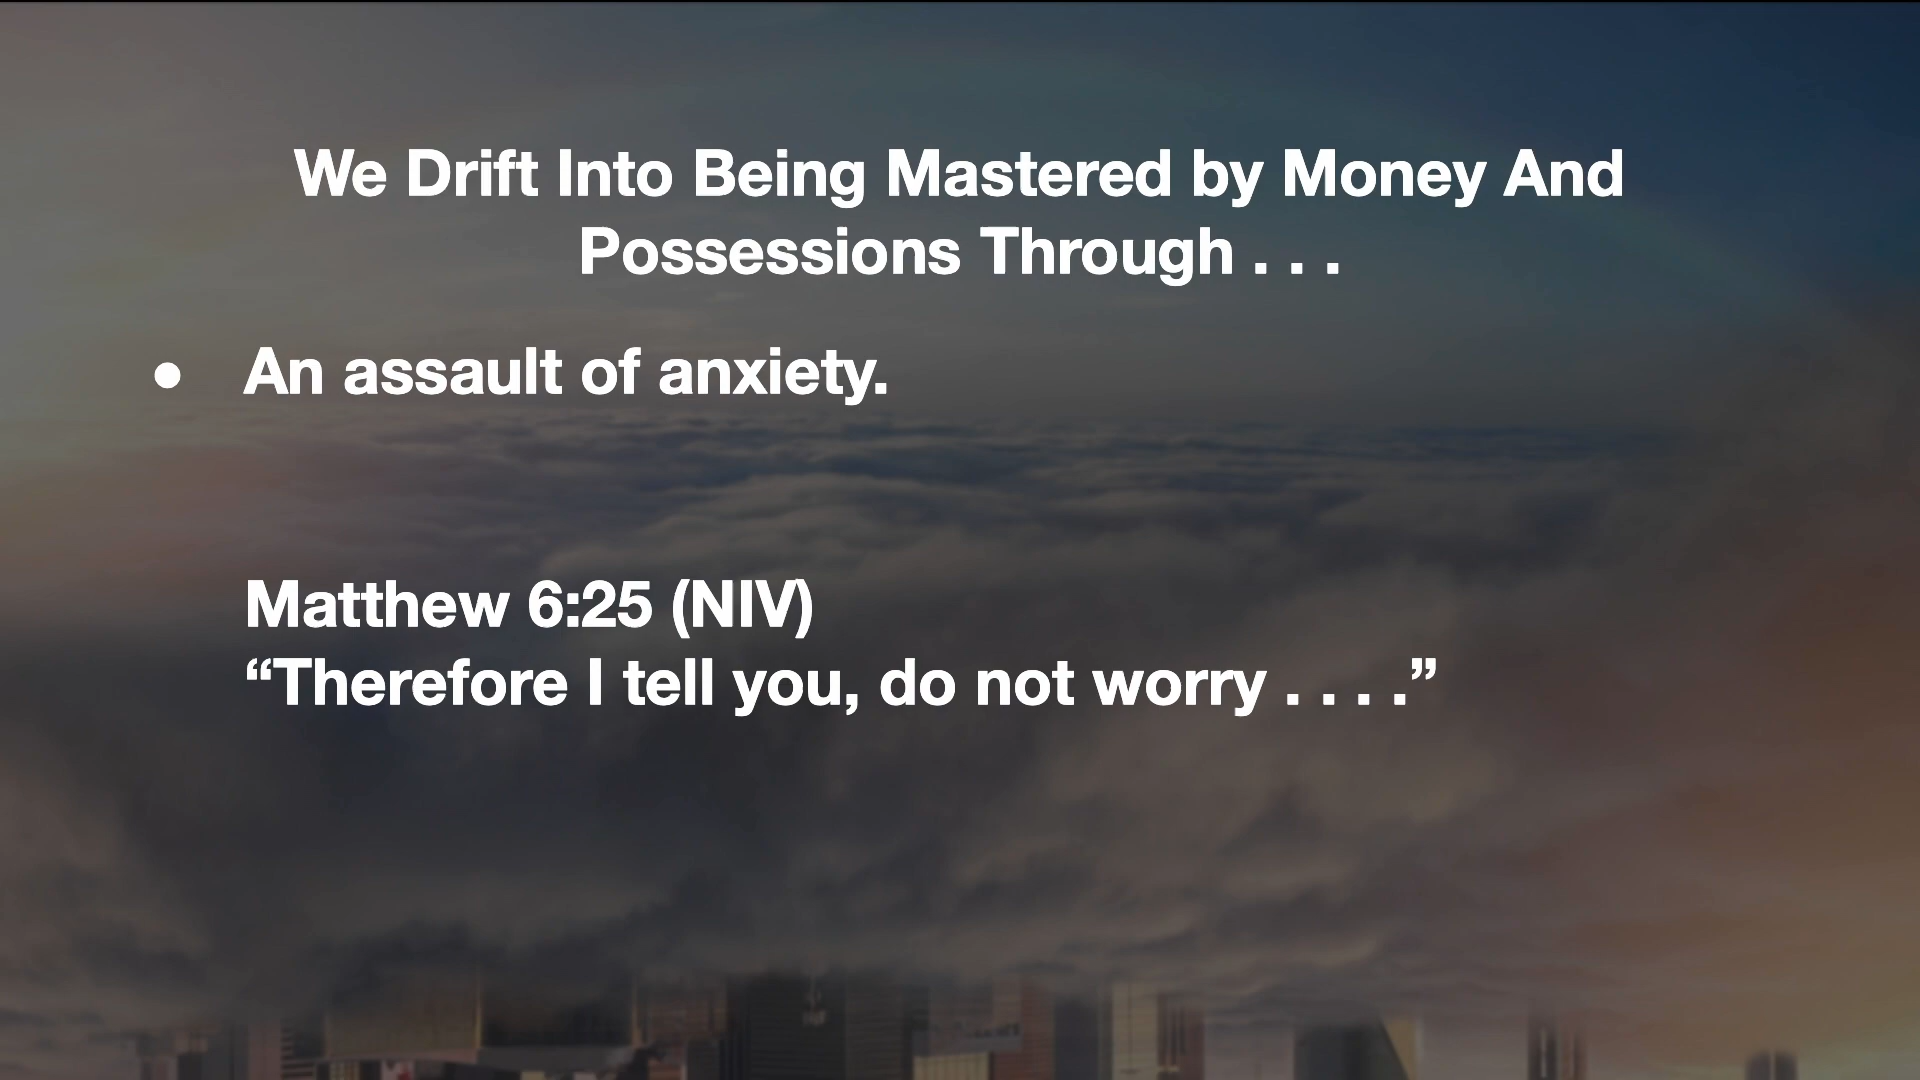 We Drift Into Being Mastered by Money And
Possessions Through . . .
● An assault of anxiety.
Matthew 6:25 (NIV)
“Therefore I tell you, do not worry . . . .”